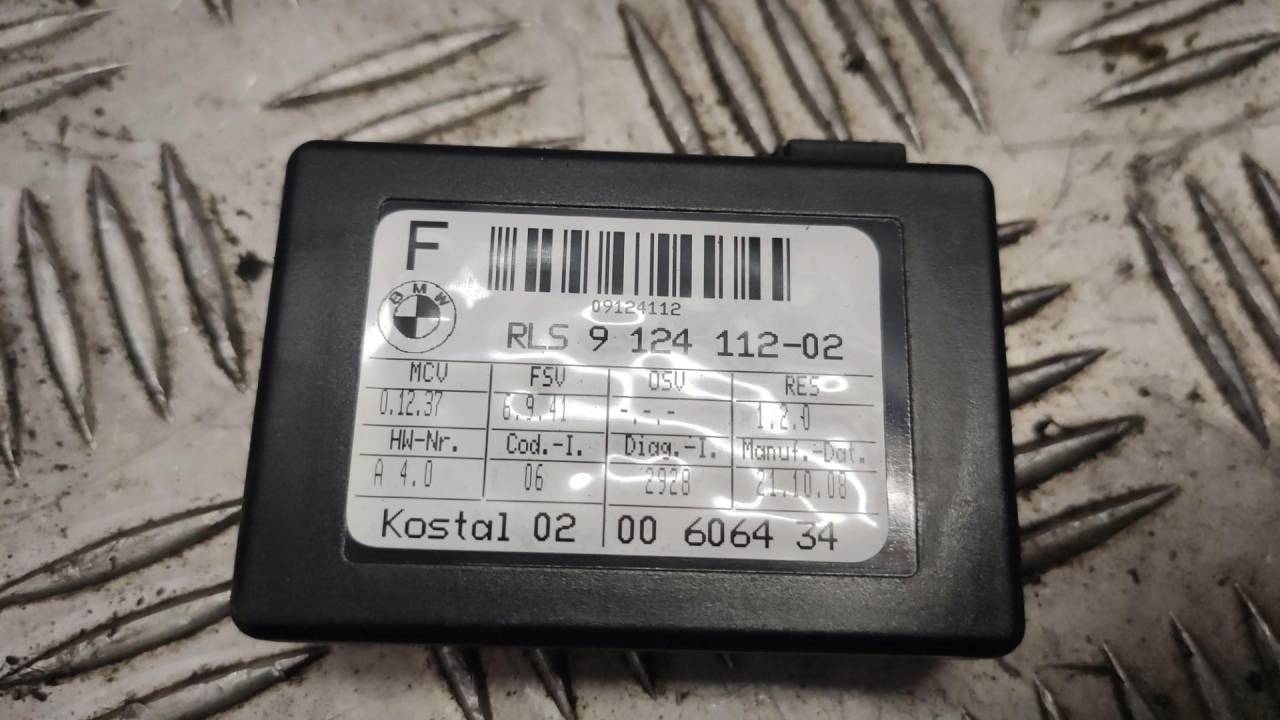 F
BMW
09124112
RLS 9 124 112-02
MCV FSV OSV RES
0.12.37 6.9.41 -.-.- 1.2.0
HW-Nr. Cod.-I. Diag.-I. Manuf.-Dat.
A 4.0 06 2928 21.10.08
Kostal 02 00 6064 34